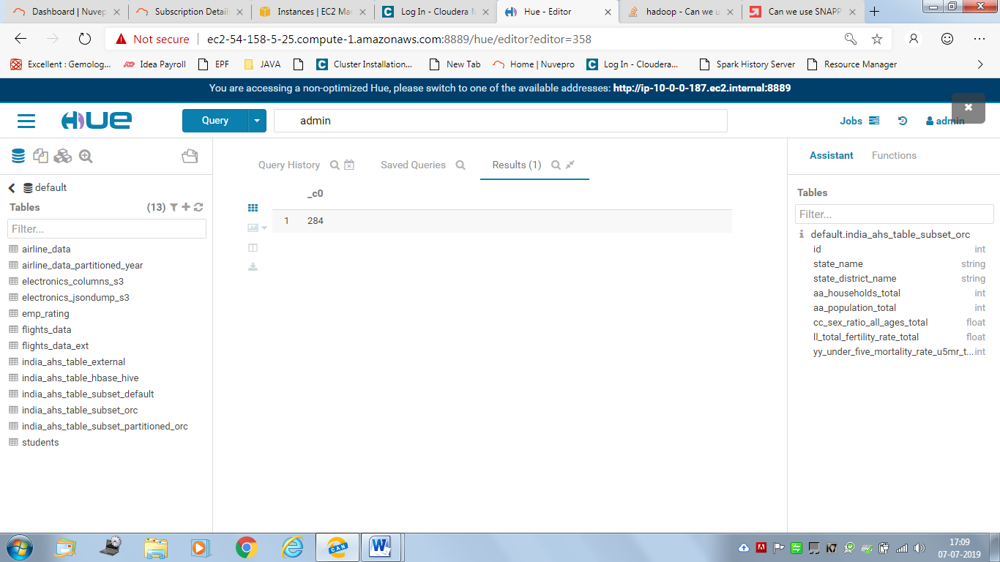 Dashboard | Nuvep
Subscription Detail
Instances | EC2 Mar
Log In - Cloudera M
Hue - Editor
hadoop - Can we u
Can we use SNAPP
Not secure
ec2-54-158-5-25.compute-1.amazonaws.com:8889/hue/editor?editor=358
Excellent : Gemolog...
Idea Payroll
EPF
JAVA
Cluster Installation...
New Tab
Home | Nuvepro
Log In - Cloudera...
Spark History Server
Resource Manager
You are accessing a non-optimized Hue, please switch to one of the available addresses: http://ip-10-0-0-187.ec2.internal:8889
HUE
Query
admin
Jobs
admin
default
Tables
(13)
Filter...
airline_data
airline_data_partitioned_year
electronics_columns_s3
electronics_jsondump_s3
emp_rating
flights_data
flights_data_ext
india_ahs_table_external
india_ahs_table_hbase_hive
india_ahs_table_subset_default
india_ahs_table_subset_orc
india_ahs_table_subset_partitioned_orc
students
Query History
Saved Queries
Results (1)
_c0
1 284
Assistant
Functions
Tables
Filter...
default.india_ahs_table_subset_orc
id int
state_name string
state_district_name string
aa_households_total int
aa_population_total int
cc_sex_ratio_all_ages_total float
ll_total_fertility_rate_total float
yy_under_five_mortality_rate_u5mr_t... int
CAN
17:09
07-07-2019